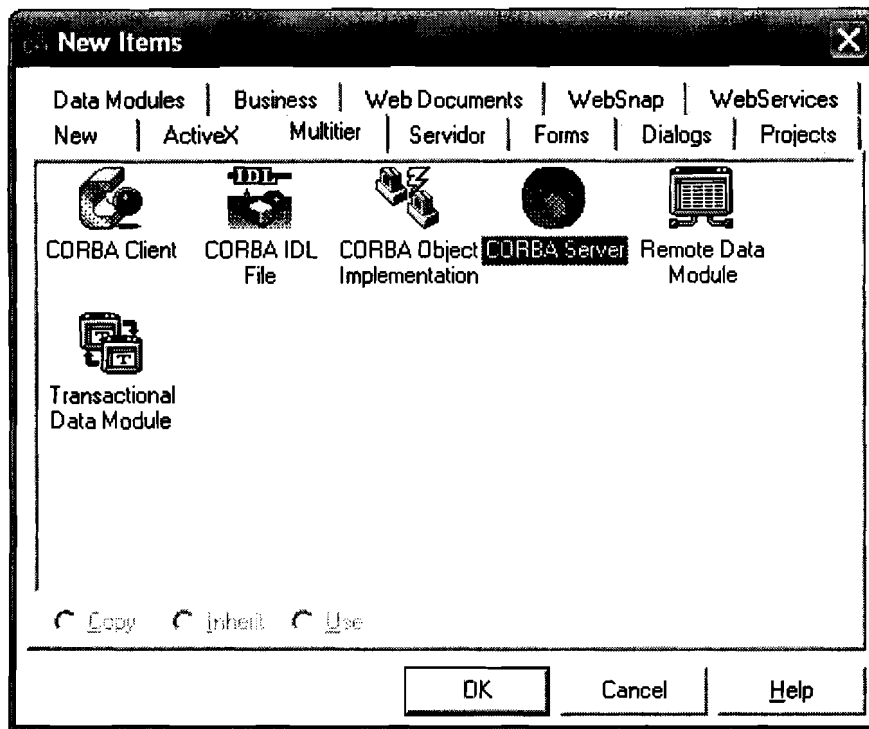 New Items
Data Modules Business Web Documents WebSnap WebServices
New ActiveX Multitier Servidor Forms Dialogs Projects
IDL
CORBA Client CORBA IDL CORBA Object CORBA Server Remote Data
File Implementation Module
T
T
Transactional
Data Module
Copy Inherit Use
OK Cancel Help